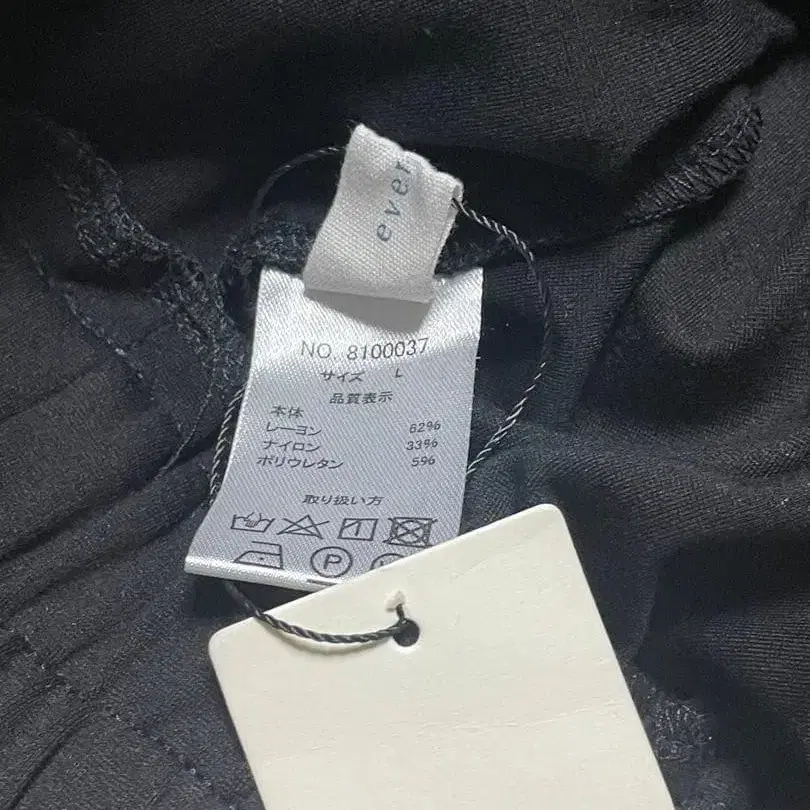 ever
NO. 8100037
サイズ L
品質表示
本体
レーヨン 62%
ナイロン 33%
ポリウレタン 5%
取り扱い方
P